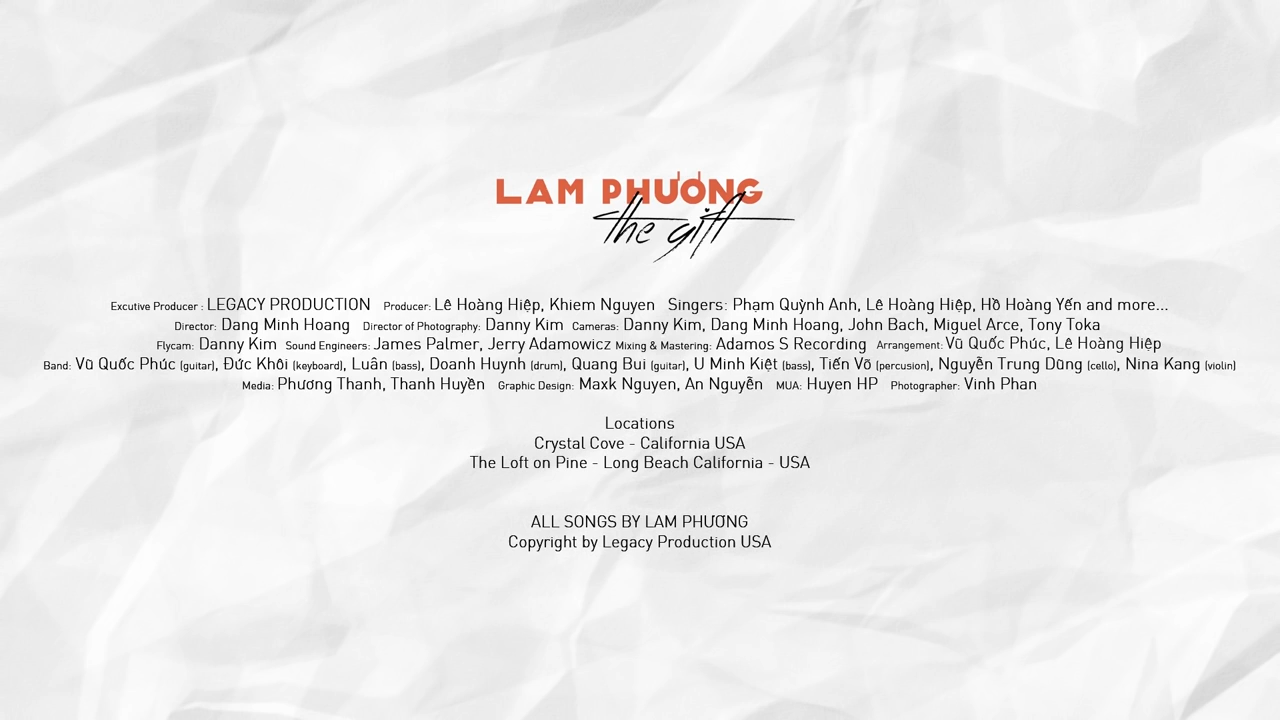 LAM PHƯƠNG
the gift
Excutive Producer : LEGACY PRODUCTION Producer: Lê Hoàng Hiệp, Khiem Nguyen Singers: Phạm Quỳnh Anh, Lê Hoàng Hiệp, Hồ Hoàng Yến and more...
Director: Dang Minh Hoang Director of Photography: Danny Kim Cameras: Danny Kim, Dang Minh Hoang, John Bach, Miguel Arce, Tony Toka
Flycam: Danny Kim Sound Engineers: James Palmer, Jerry Adamowicz Mixing & Mastering: Adamos S Recording Arrangement: Vũ Quốc Phúc, Lê Hoàng Hiệp
Band: Vũ Quốc Phúc (guitar), Đức Khôi (keyboard), Luân (bass), Doanh Huynh (drum), Quang Bui (guitar), U Minh Kiệt (bass), Tiến Võ (percusion), Nguyễn Trung Dũng (cello), Nina Kang (violin)
Media: Phương Thanh, Thanh Huyền Graphic Design: Maxk Nguyen, An Nguyễn MUA: Huyen HP Photographer: Vinh Phan
Locations
Crystal Cove - California USA
The Loft on Pine - Long Beach California - USA
ALL SONGS BY LAM PHƯƠNG
Copyright by Legacy Production USA